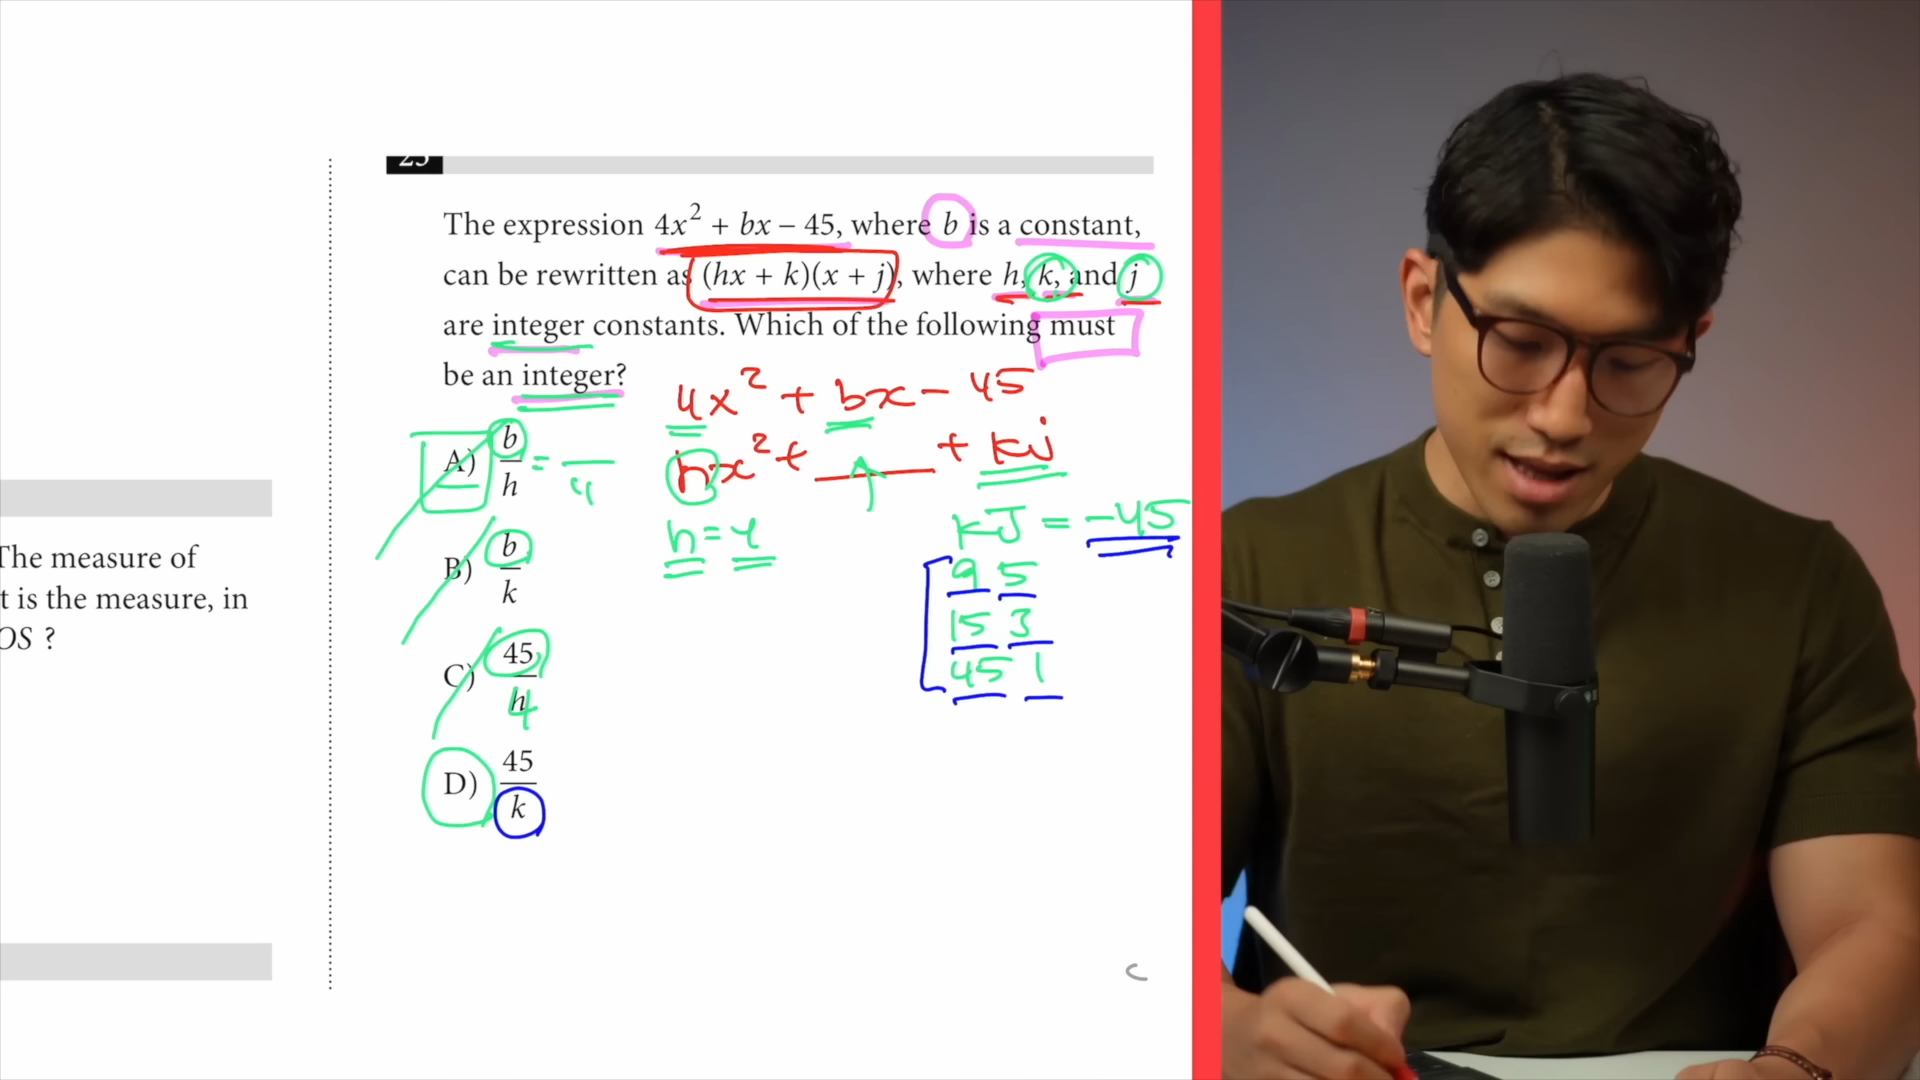 The measure of
t is the measure, in
OS ?
25
The expression 4x² + bx − 45, where b is a constant,
can be rewritten as (hx + k)(x + j), where h, k, and j
are integer constants. Which of the following must
be an integer?
4x² + bx − 45
hx² + ____ + kj
h = 4
kJ = −45
9 5
15 3
45 1
A) b/h = —/4
B) b/k
C) 45/h 4
D) 45/k